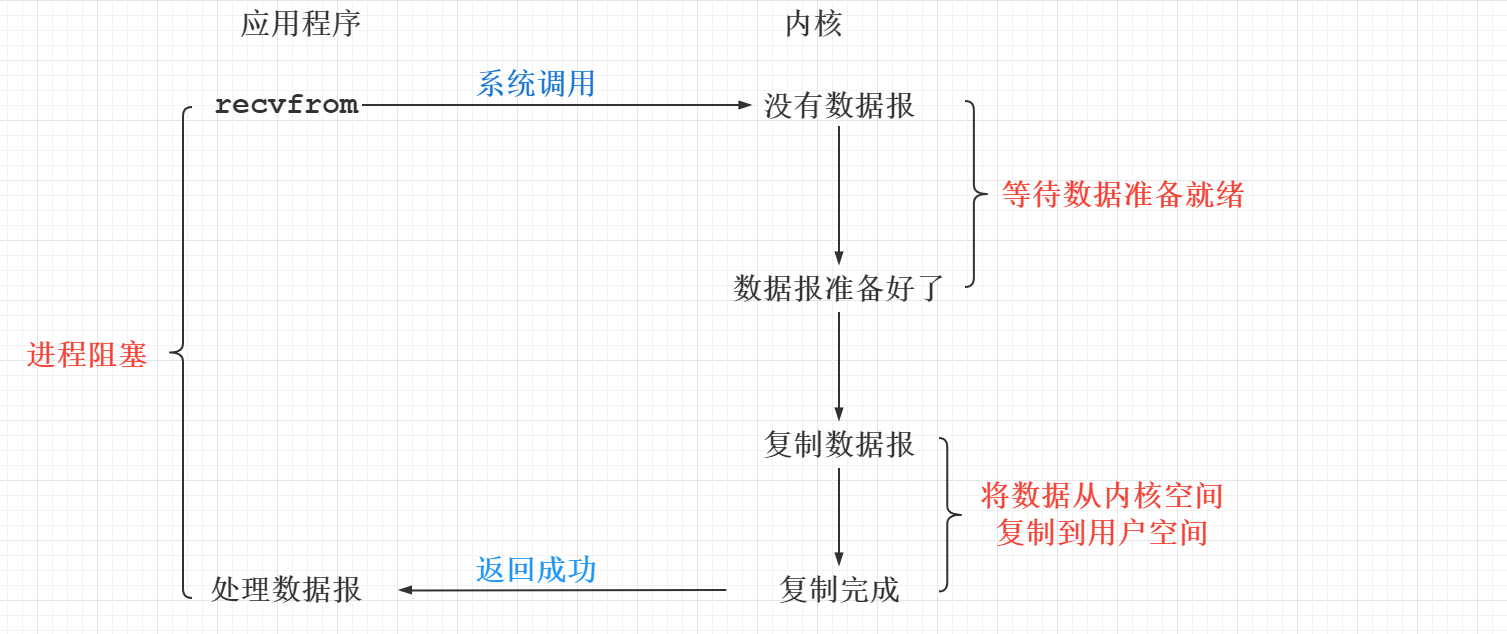 应用程序
内核
recvfrom
系统调用
没有数据报
等待数据准备就绪
数据报准备好了
进程阻塞
复制数据报
将数据从内核空间
复制到用户空间
处理数据报
返回成功
复制完成